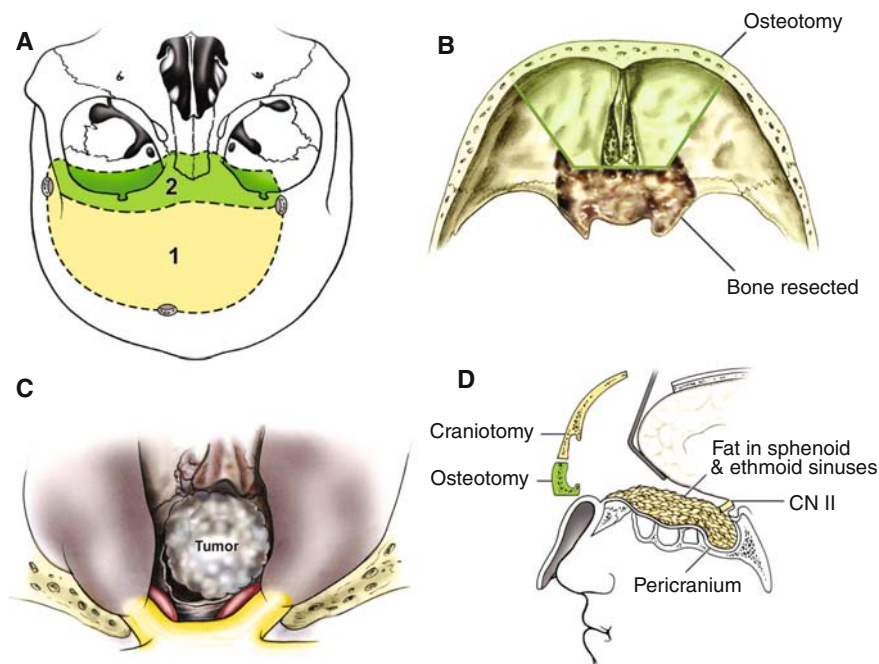 A
2
1
B
Osteotomy
Bone resected
C
Tumor
D
Craniotomy
Osteotomy
Fat in sphenoid
& ethmoid sinuses
CN II
Pericranium